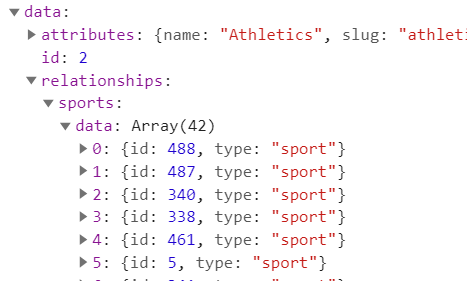 data:
attributes: {name: "Athletics", slug: "athleti
id: 2
relationships:
sports:
data: Array(42)
0: {id: 488, type: "sport"}
1: {id: 487, type: "sport"}
2: {id: 340, type: "sport"}
3: {id: 338, type: "sport"}
4: {id: 461, type: "sport"}
5: {id: 5, type: "sport"}